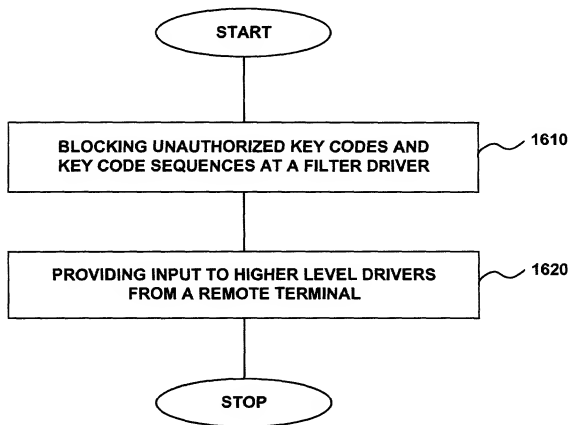 START
BLOCKING UNAUTHORIZED KEY CODES AND
KEY CODE SEQUENCES AT A FILTER DRIVER
1610
PROVIDING INPUT TO HIGHER LEVEL DRIVERS
FROM A REMOTE TERMINAL
1620
STOP